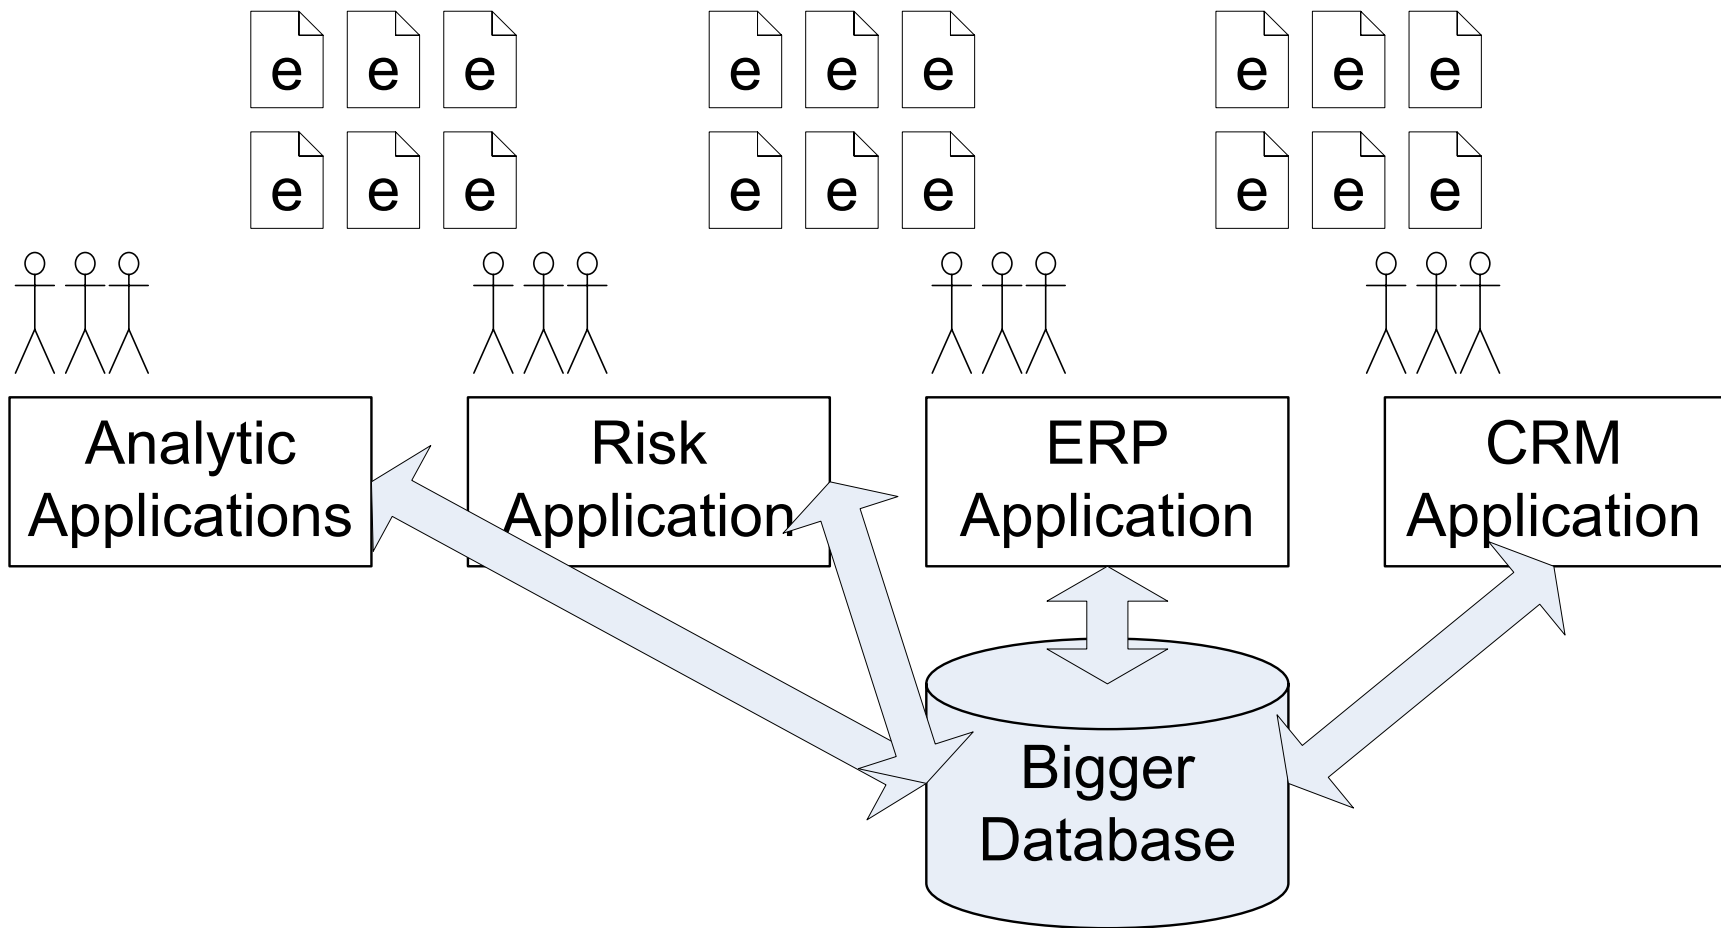 e e e e e e e e e
e e e e e e e e e
Analytic
Applications
Risk
Application
ERP
Application
CRM
Application
Bigger
Database